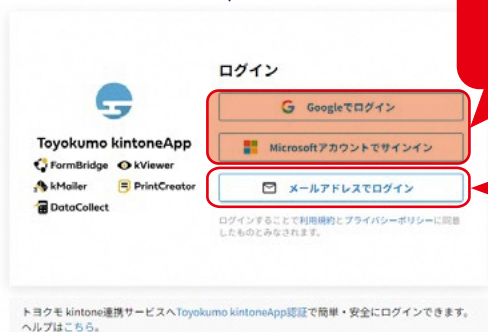 ログイン
Googleでログイン
Microsoftアカウントでサインイン
メールアドレスでログイン
ログインすることで利用規約とプライバシーポリシーに同意
したものとみなされます。
Toyokumo kintoneApp
FormBridge kViewer
kMailer PrintCreator
DataCollect
トヨクモ kintone連携サービスへToyokumo kintoneApp認証で簡単・安全にログインできます。
ヘルプはこちら。